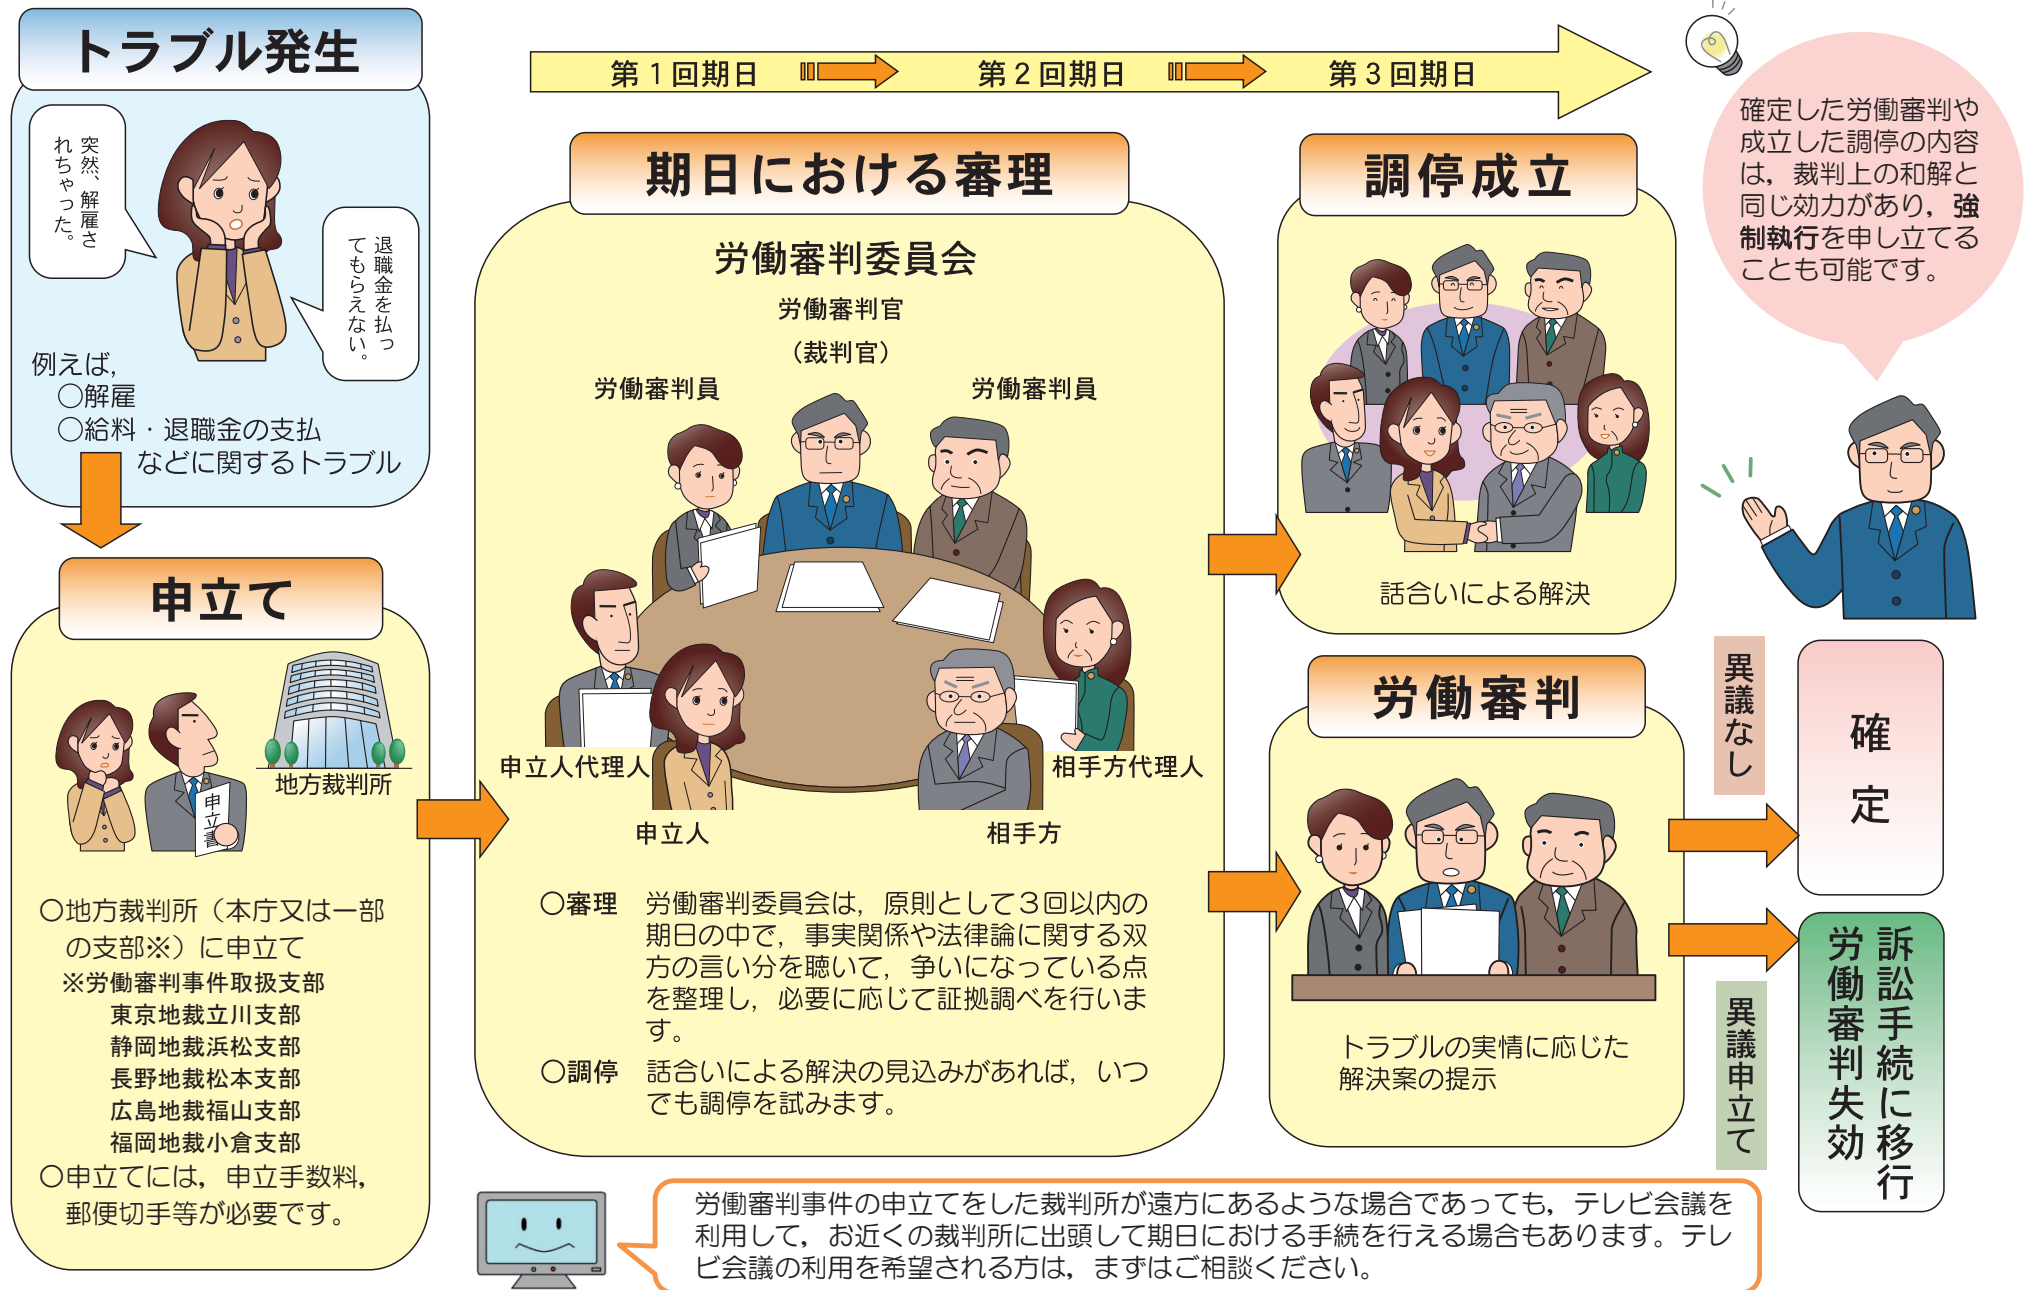 トラブル発生
突然、解雇さ
れちゃった。
退職金を払っ
てもらえない。
例えば,
○解雇
○給料・退職金の支払
などに関するトラブル
申立て
申立書
地方裁判所
○地方裁判所（本庁又は一部
の支部※）に申立て
※労働審判事件取扱支部
東京地裁立川支部
静岡地裁浜松支部
長野地裁松本支部
広島地裁福山支部
福岡地裁小倉支部
○申立てには，申立手数料，
郵便切手等が必要です。
第１回期日
第２回期日
第３回期日
期日における審理
労働審判委員会
労働審判官
（裁判官）
労働審判員
労働審判員
申立人代理人
相手方代理人
申立人
相手方
○審理　労働審判委員会は，原則として３回以内の
期日の中で，事実関係や法律論に関する双
方の言い分を聴いて，争いになっている点
を整理し，必要に応じて証拠調べを行いま
す。
○調停　話合いによる解決の見込みがあれば，いつ
でも調停を試みます。
調停成立
話合いによる解決
労働審判
トラブルの実情に応じた
解決案の提示
確定した労働審判や
成立した調停の内容
は，裁判上の和解と
同じ効力があり，強
制執行を申し立てる
ことも可能です。
異議なし
確定
異議申立て
訴訟手続に移行
労働審判失効
労働審判事件の申立てをした裁判所が遠方にあるような場合であっても，テレビ会議を
利用して，お近くの裁判所に出頭して期日における手続を行える場合もあります。テレ
ビ会議の利用を希望される方は，まずはご相談ください。